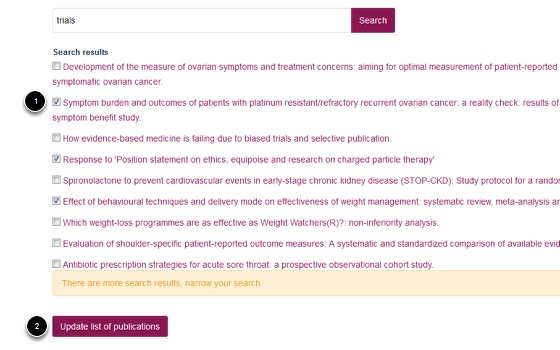 trials
Search
Search results
Development of the measure of ovarian symptoms and treatment concerns: aiming for optimal measurement of patient-reported
symptomatic ovarian cancer.
1
Symptom burden and outcomes of patients with platinum resistant/refractory recurrent ovarian cancer: a reality check: results of
symptom benefit study.
How evidence-based medicine is failing due to biased trials and selective publication.
Response to 'Position statement on ethics, equipoise and research on charged particle therapy'
Spironolactone to prevent cardiovascular events in early-stage chronic kidney disease (STOP-CKD): Study protocol for a
Effect of behavioural techniques and delivery mode on effectiveness of weight management: systematic review, meta-analysis
Which weight-loss programmes are as effective as Weight Watchers(R)?: non-inferiority analysis.
Evaluation of shoulder-specific patient-reported outcome measures: A systematic and standardized comparison of available
Antibiotic prescription strategies for acute sore throat: a prospective observational cohort study.
There are more search results, narrow your search.
2
Update list of publications